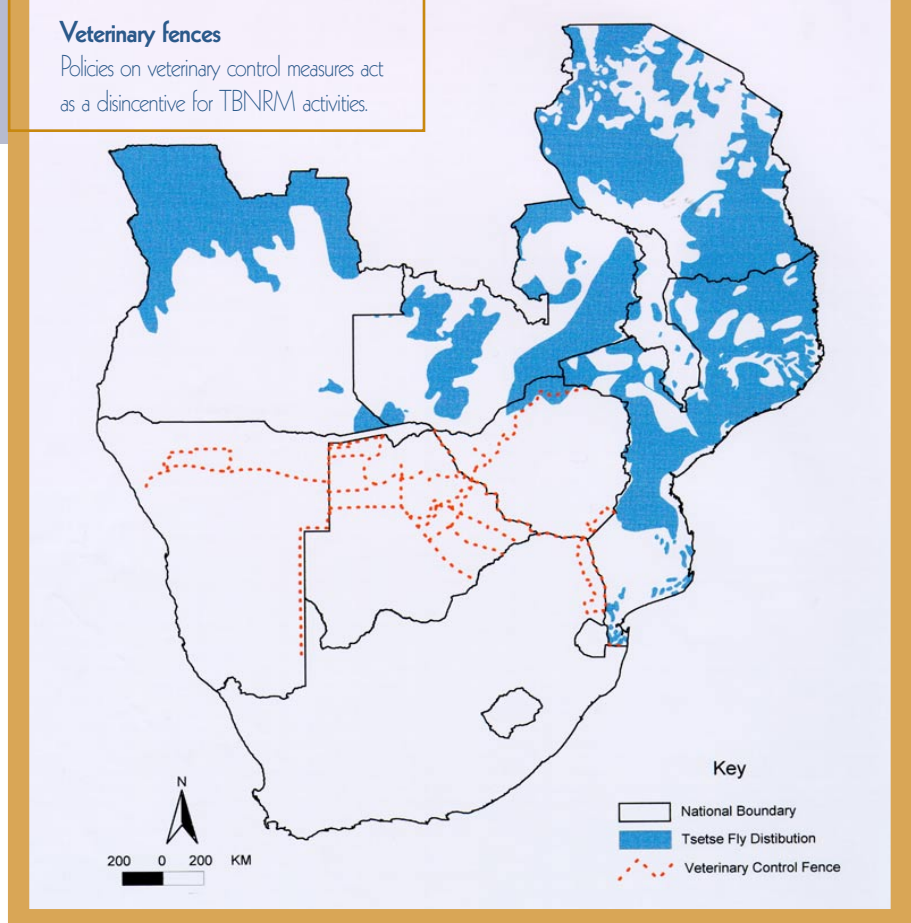 Veterinary fences
Policies on veterinary control measures act
as a disincentive for TBNRM activities.
Key
National Boundary
Tsetse Fly Distibution
Veterinary Control Fence
N
200 0 200 KM